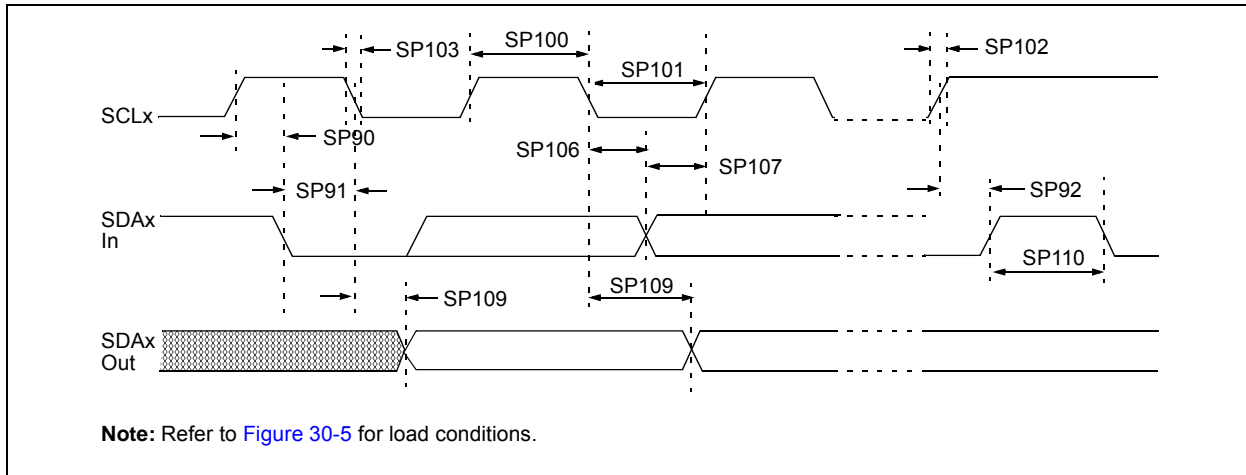 SP103
SP100
SP102
SP101
SCLx
SP90
SP106
SP107
SP91
SP92
SDAx
In
SP110
SP109
SP109
SDAx
Out
Note: Refer to Figure 30-5 for load conditions.